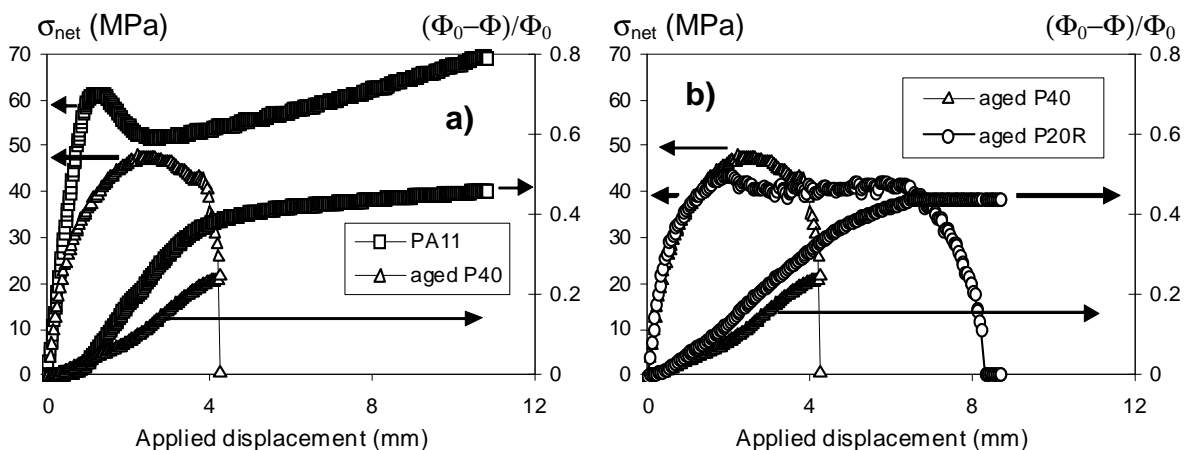 σnet (MPa) (Φ0–Φ)/Φ0
70
60
50
40
30
20
10
0
0.8
0.6
0.4
0.2
0
a)
PA11
aged P40
0 4 8 12
Applied displacement (mm)
σnet (MPa) (Φ0–Φ)/Φ0
70
60
50
40
30
20
10
0
0.8
0.6
0.4
0.2
0
b)
aged P40
aged P20R
0 4 8 12
Applied displacement (mm)